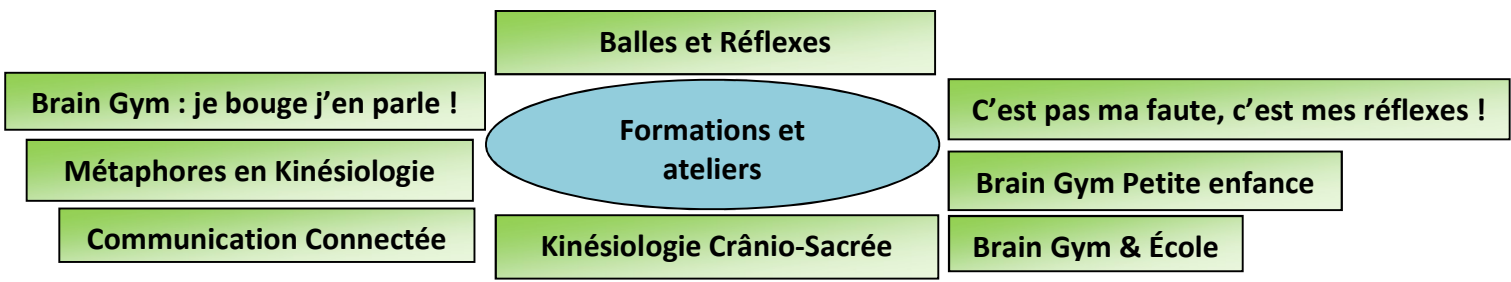 Balles et Réflexes
Brain Gym : je bouge j’en parle !
Formations et
ateliers
C’est pas ma faute, c’est mes réflexes !
Métaphores en Kinésiologie
Brain Gym Petite enfance
Communication Connectée
Kinésiologie Crânio-Sacrée
Brain Gym & École